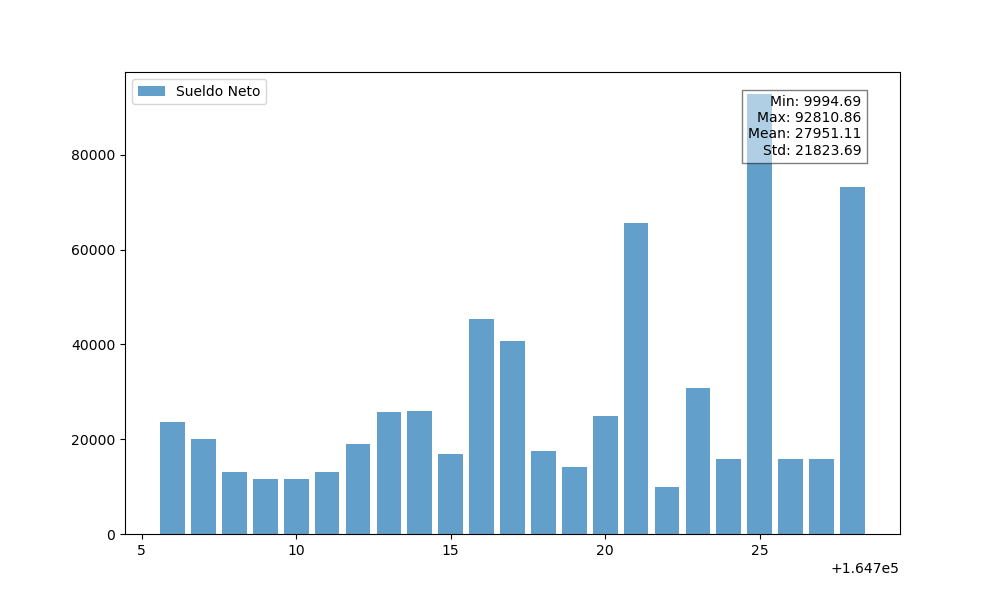 Sueldo Neto
Min: 9994.69
Max: 92810.86
Mean: 27951.11
Std: 21823.69
80000
60000
40000
20000
0
5 10 15 20 25
+1.647e5